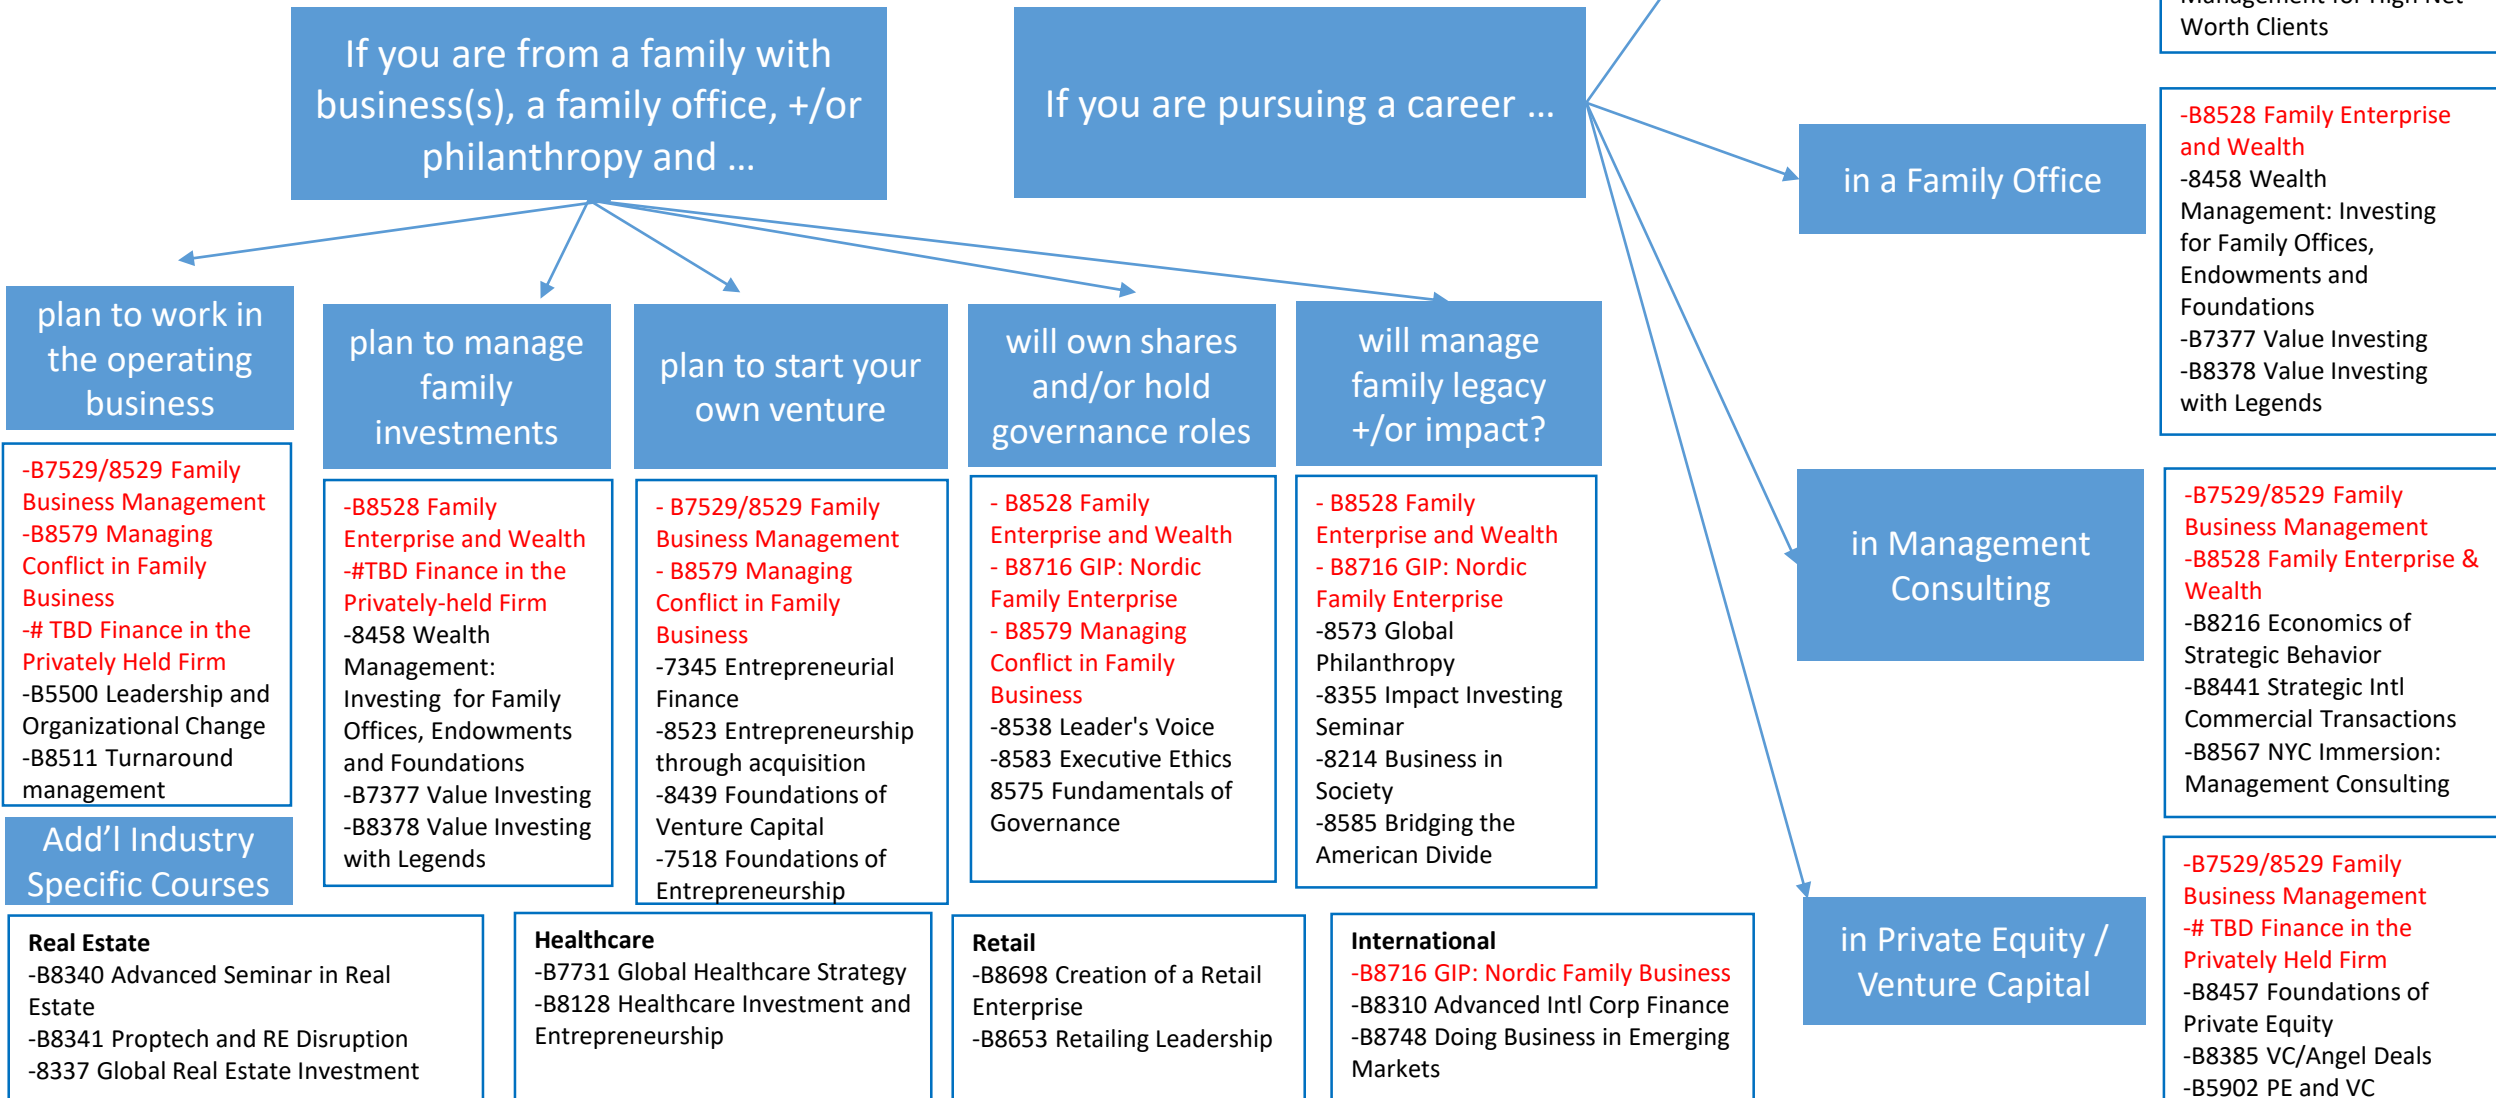 Worth Clients
If you are from a family with
business(s), a family office, +/or
philanthropy and ...
If you are pursuing a career ...
plan to work in
the operating
business
-B7529/8529 Family
Business Management
-B8579 Managing
Conflict in Family
Business
-# TBD Finance in the
Privately Held Firm
-B5500 Leadership and
Organizational Change
-B8511 Turnaround
management
plan to manage
family
investments
-B8528 Family
Enterprise and Wealth
-#TBD Finance in the
Privately-held Firm
-8458 Wealth
Management:
Investing  for Family
Offices, Endowments
and Foundations
-B7377 Value Investing
-B8378 Value Investing
with Legends
plan to start your
own venture
- B7529/8529 Family
Business Management
- B8579 Managing
Conflict in Family
Business
-7345 Entrepreneurial
Finance
-8523 Entrepreneurship
through acquisition
-8439 Foundations of
Venture Capital
-7518 Foundations of
Entrepreneurship
will own shares
and/or hold
governance roles
- B8528 Family
Enterprise and Wealth
- B8716 GIP: Nordic
Family Enterprise
- B8579 Managing
Conflict in Family
Business
-8538 Leader's Voice
-8583 Executive Ethics
8575 Fundamentals of
Governance
will manage
family legacy
+/or impact?
- B8528 Family
Enterprise and Wealth
- B8716 GIP: Nordic
Family Enterprise
-8573 Global
Philanthropy
-8355 Impact Investing
Seminar
-8214 Business in
Society
-8585 Bridging the
American Divide
in a Family Office
-B8528 Family Enterprise
and Wealth
-8458 Wealth
Management: Investing
for Family Offices,
Endowments and
Foundations
-B7377 Value Investing
-B8378 Value Investing
with Legends
in Management
Consulting
-B7529/8529 Family
Business Management
-B8528 Family Enterprise &
Wealth
-B8216 Economics of
Strategic Behavior
-B8441 Strategic Intl
Commercial Transactions
-B8567 NYC Immersion:
Management Consulting
in Private Equity /
Venture Capital
-B7529/8529 Family
Business Management
-# TBD Finance in the
Privately Held Firm
-B8457 Foundations of
Private Equity
-B8385 VC/Angel Deals
-B5902 PE and VC
Add’l Industry
Specific Courses
Real Estate
-B8340 Advanced Seminar in Real
Estate
-B8341 Proptech and RE Disruption
-8337 Global Real Estate Investment
Healthcare
-B7731 Global Healthcare Strategy
-B8128 Healthcare Investment and
Entrepreneurship
Retail
-B8698 Creation of a Retail
Enterprise
-B8653 Retailing Leadership
International
-B8716 GIP: Nordic Family Business
-B8310 Advanced Intl Corp Finance
-B8748 Doing Business in Emerging
Markets